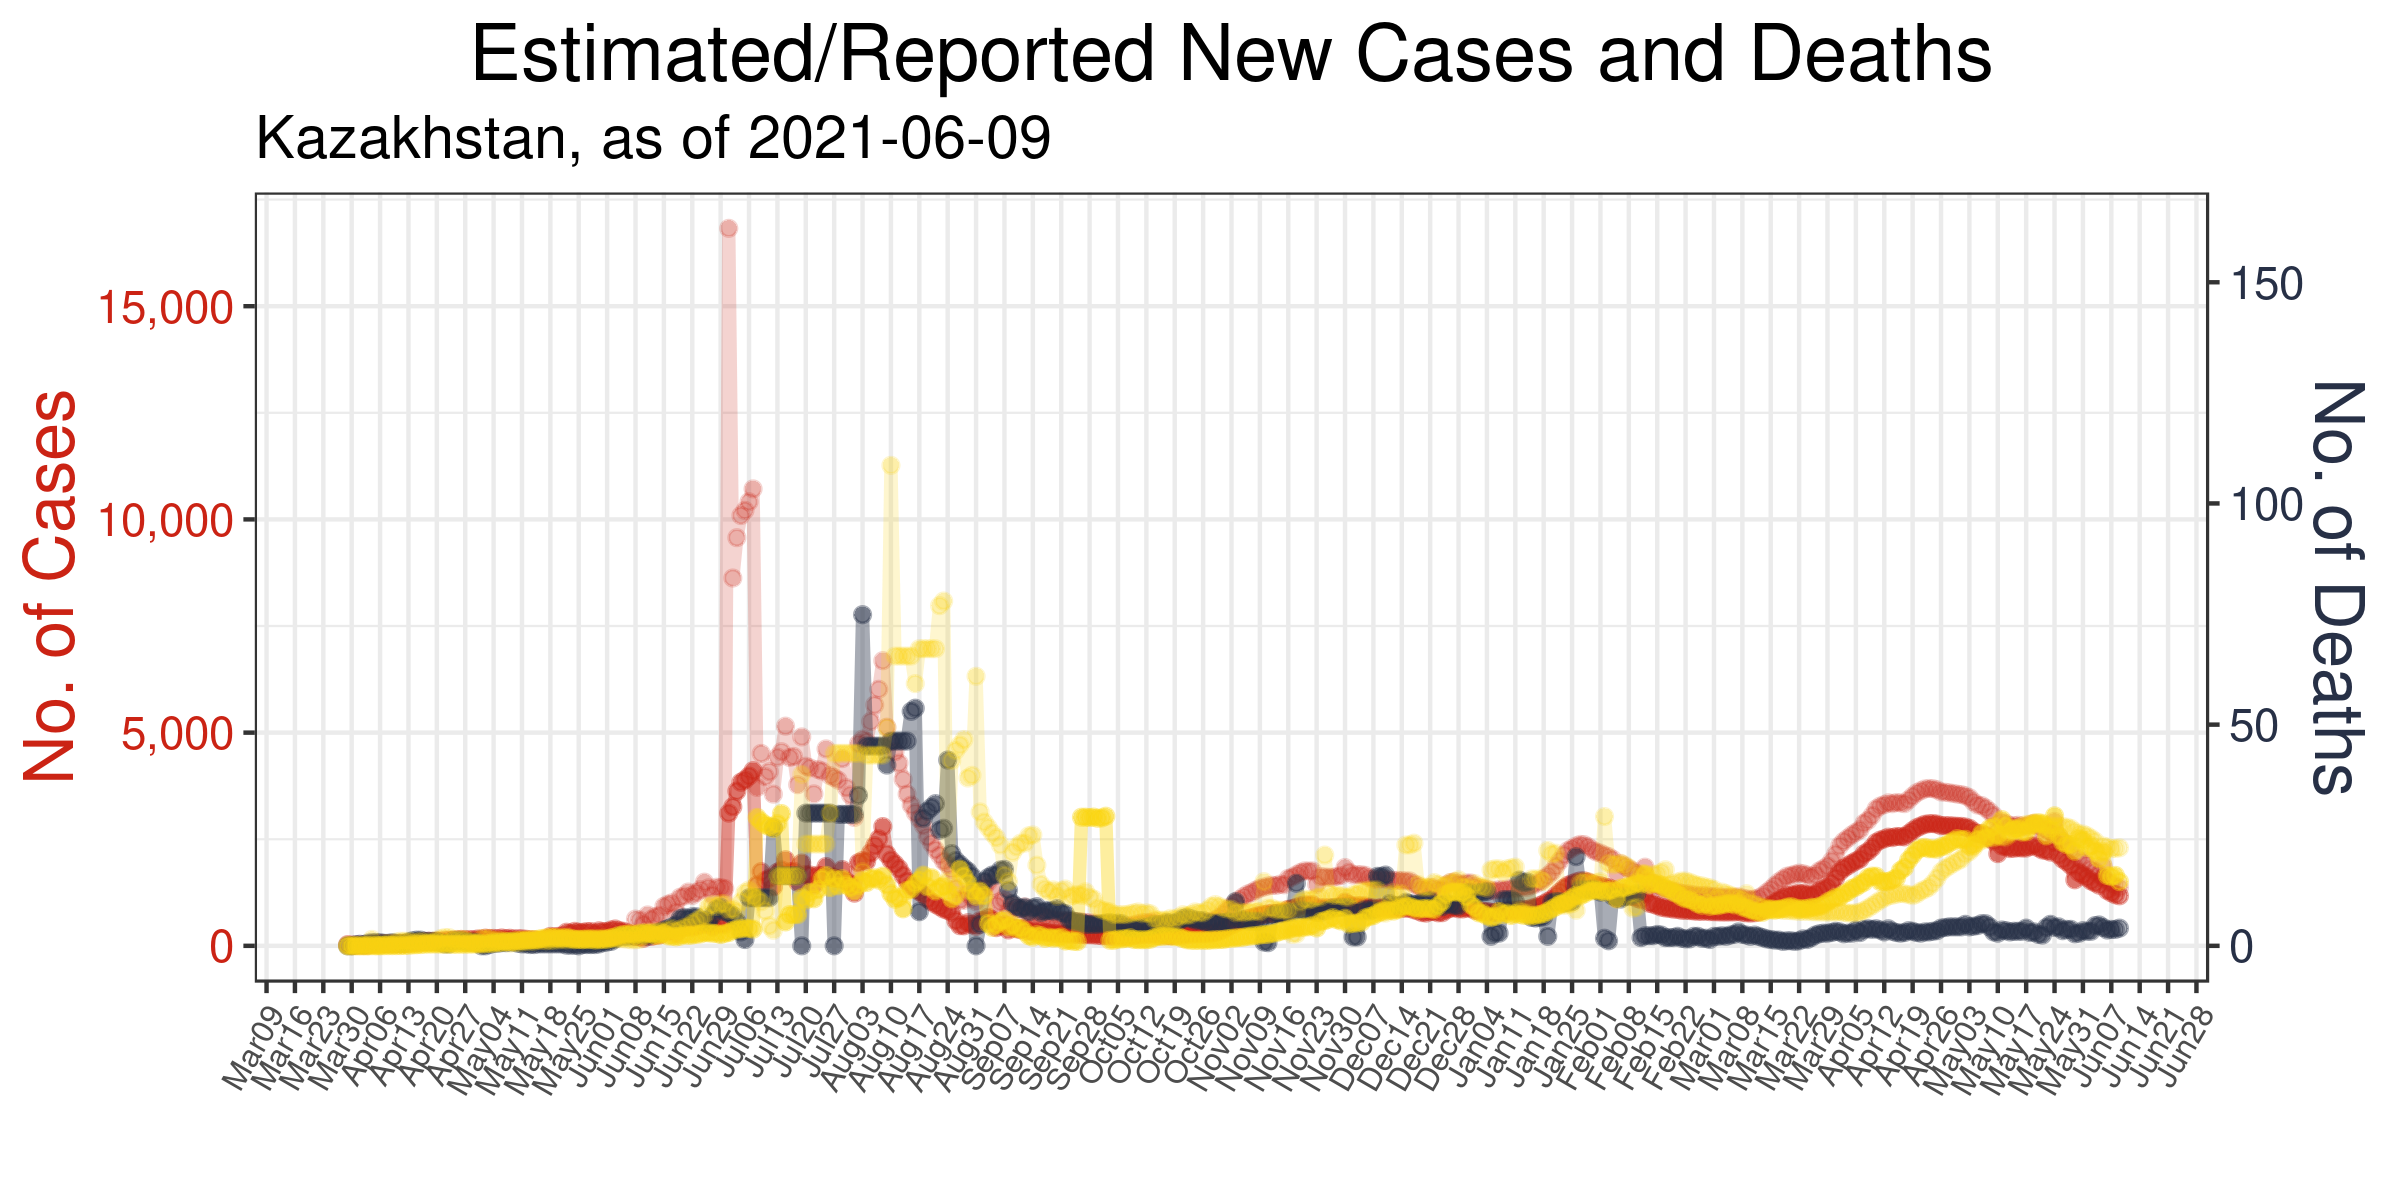 Estimated/Reported New Cases and Deaths
Kazakhstan, as of 2021-06-09
No. of Cases
15,000
10,000
5,000
0
150
100
50
0
No. of Deaths
Mar09
Mar16
Mar23
Mar30
Apr06
Apr13
Apr20
Apr27
May04
May11
May18
May25
Jun01
Jun08
Jun15
Jun22
Jun29
Jul06
Jul13
Jul20
Jul27
Aug03
Aug10
Aug17
Aug24
Aug31
Sep07
Sep14
Sep21
Sep28
Oct05
Oct12
Oct19
Oct26
Nov02
Nov09
Nov16
Nov23
Nov30
Dec07
Dec14
Dec21
Dec28
Jan04
Jan11
Jan18
Jan25
Feb01
Feb08
Feb15
Feb22
Mar01
Mar08
Mar15
Mar22
Mar29
Apr05
Apr12
Apr19
Apr26
May03
May10
May17
May24
May31
Jun07
Jun14
Jun21
Jun28